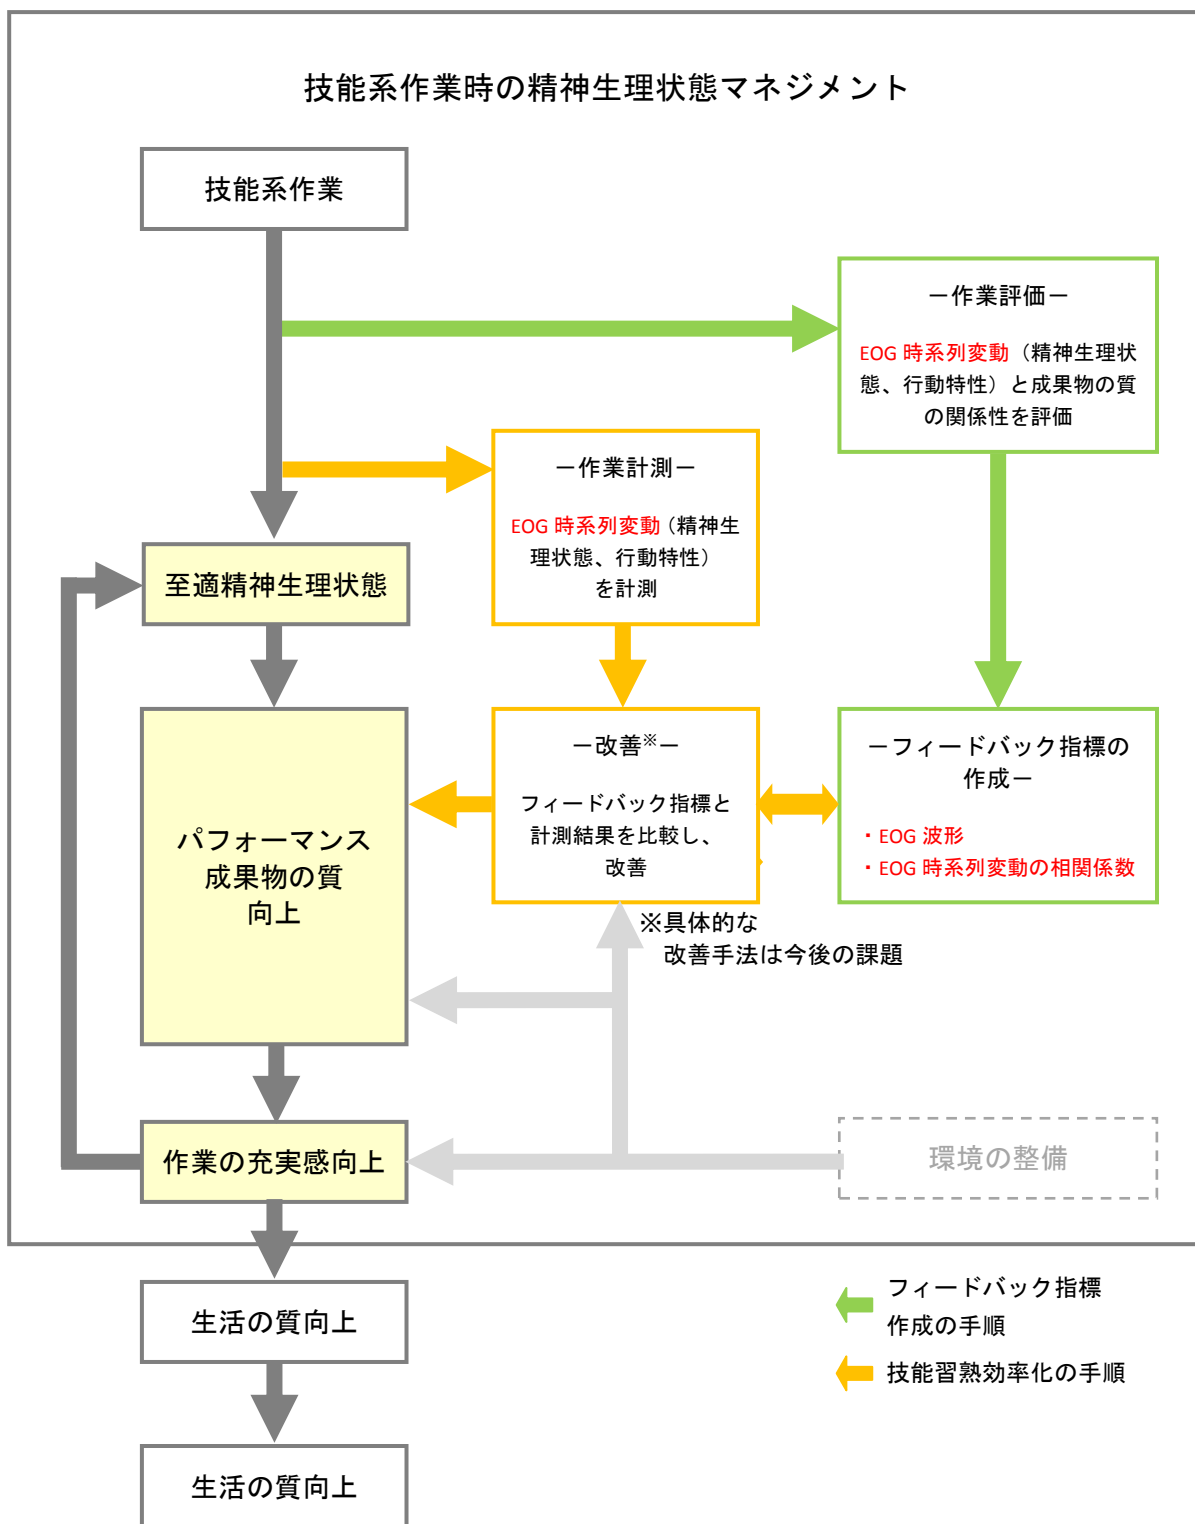 技能系作業時の精神生理状態マネジメント
技能系作業
－作業評価－
EOG 時系列変動（精神生理状
態、行動特性）と成果物の質
の関係性を評価
－作業計測－
EOG 時系列変動（精神生
理状態、行動特性）
を計測
至適精神生理状態
パフォーマンス
成果物の質
向上
－改善※－
フィードバック指標と
計測結果を比較し、
改善
－フィードバック指標の
作成－
・EOG 波形
・EOG 時系列変動の相関係数
※具体的な
改善手法は今後の課題
作業の充実感向上
環境の整備
生活の質向上
フィードバック指標
作成の手順
技能習熟効率化の手順
生活の質向上